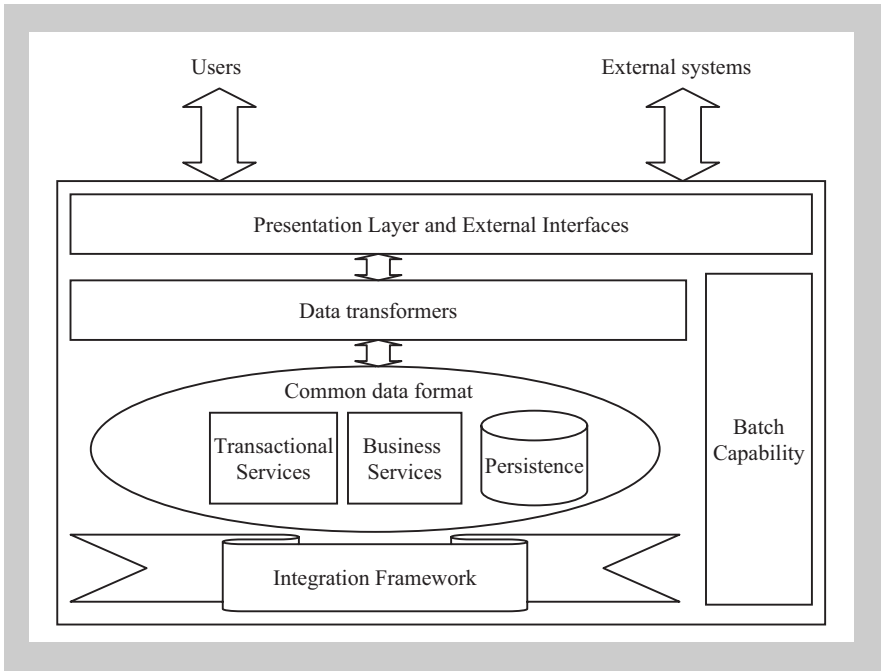 Users
External systems
Presentation Layer and External Interfaces
Data transformers
Common data format
Transactional
Services
Business
Services
Persistence
Batch
Capability
Integration Framework